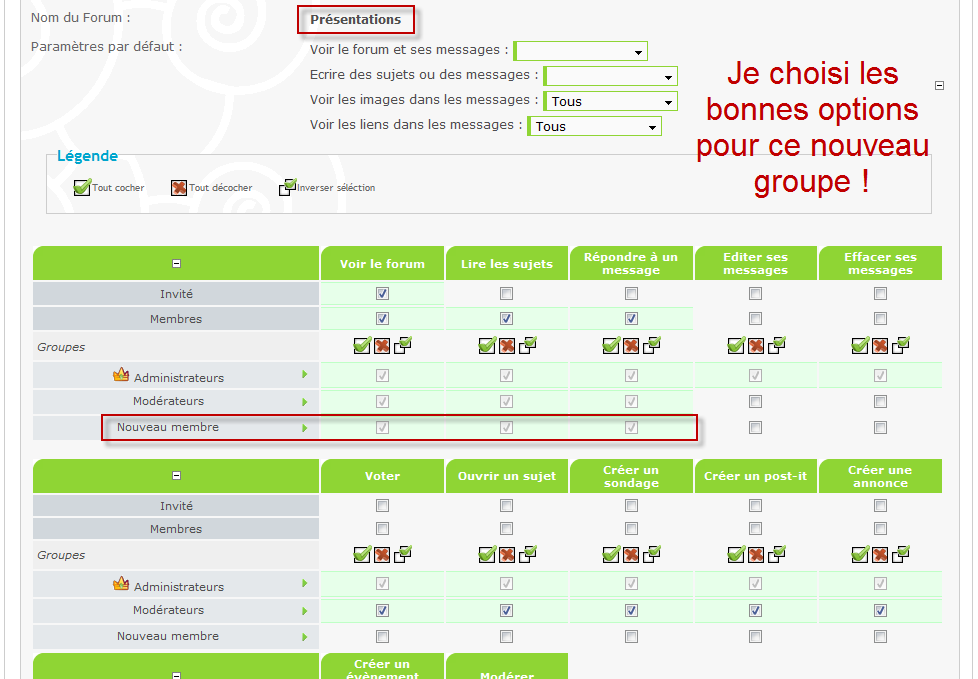 Nom du Forum :
Présentations
Paramètres par défaut :
Voir le forum et ses messages :
Ecrire des sujets ou des messages :
Voir les images dans les messages : Tous
Voir les liens dans les messages : Tous
Je choisi les
bonnes options
pour ce nouveau
groupe !
Légende
Tout cocher Tout décocher Inverser séléction
Voir le forum Lire les sujets Répondre à un message Editer ses messages Effacer ses messages
Invité
Membres
Groupes
Administrateurs
Modérateurs
Nouveau membre
Voter Ouvrir un sujet Créer un sondage Créer un post-it Créer une annonce
Invité
Membres
Groupes
Administrateurs
Modérateurs
Nouveau membre
Créer un évènement Modérer